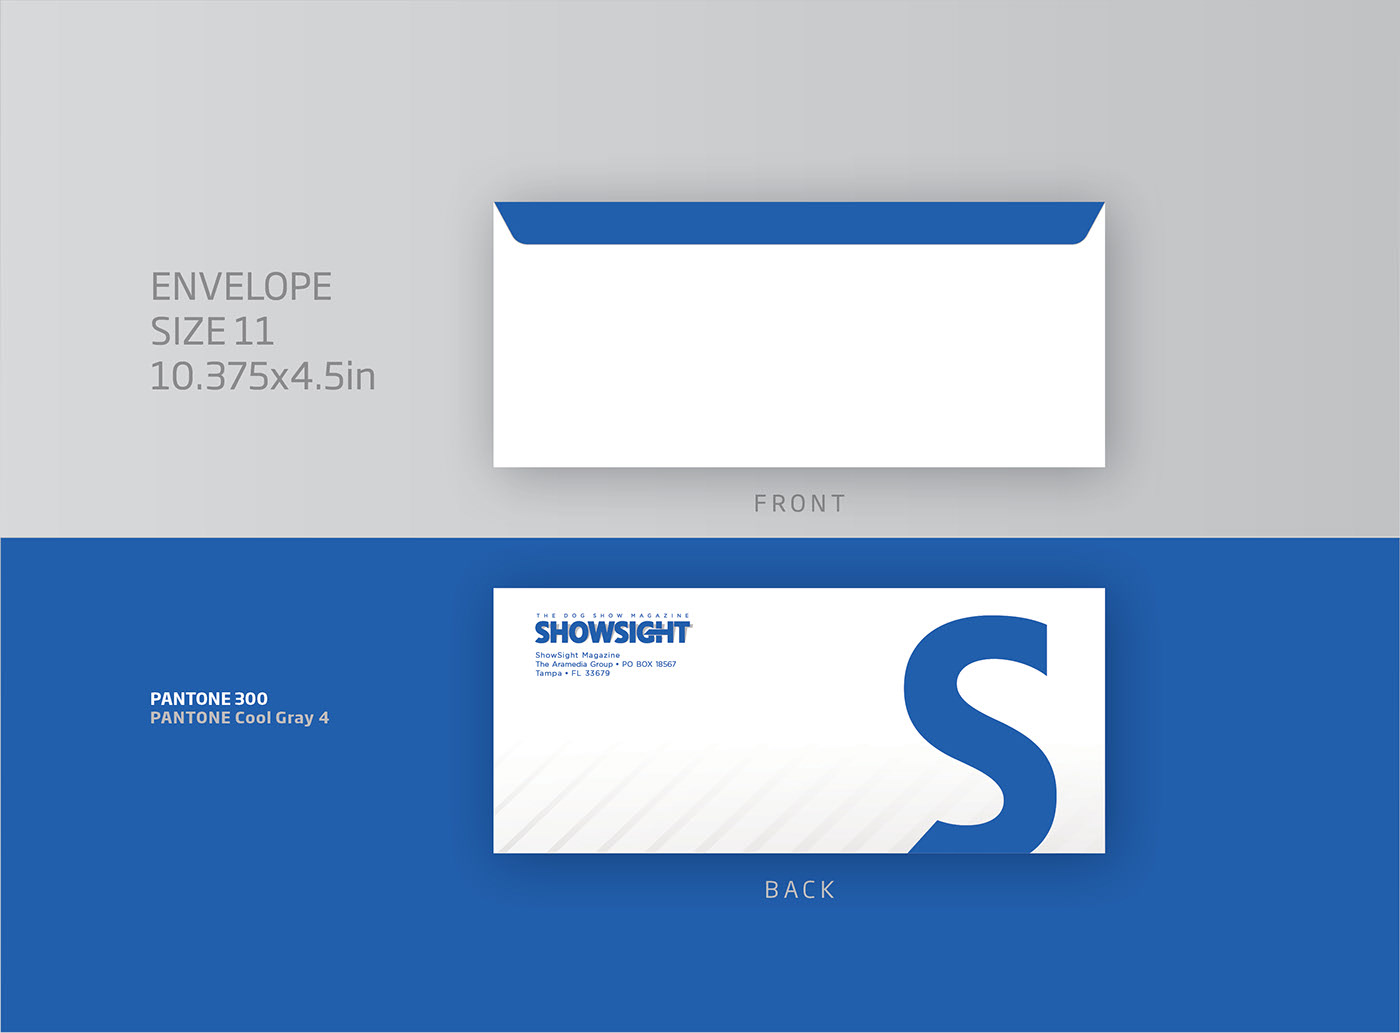 ENVELOPE
SIZE 11
10.375x4.5in
FRONT
PANTONE 300
PANTONE Cool Gray 4
THE DOG SHOW MAGAZINE
SHOWSIGHT
ShowSight Magazine
The Aramedia Group • PO BOX 18567
Tampa • FL 33679
S
BACK